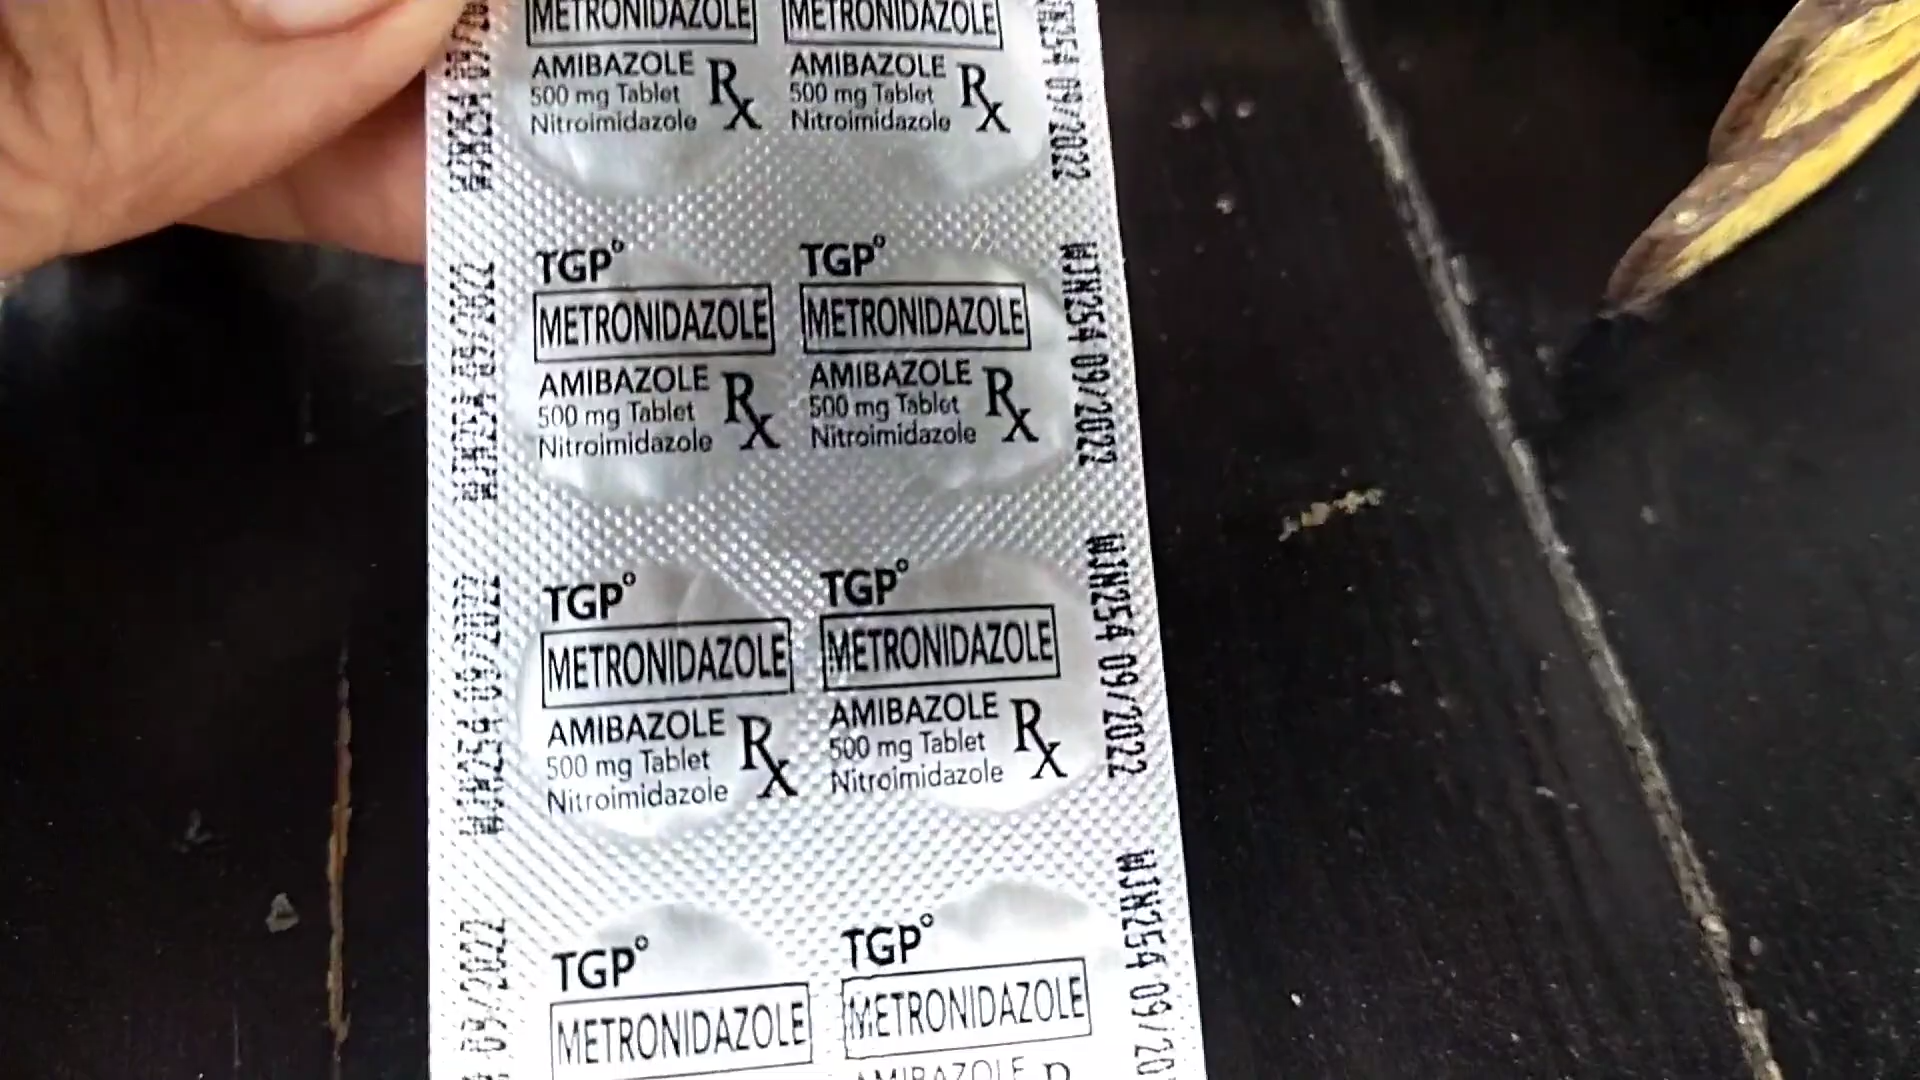 METRONIDAZOLE METRONIDAZOLE
AMIBAZOLE Rx AMIBAZOLE Rx
500 mg Tablet 500 mg Tablet
Nitroimidazole Nitroimidazole
09/2022
TGP TGP
METRONIDAZOLE METRONIDAZOLE
AMIBAZOLE Rx AMIBAZOLE Rx
500 mg Tablet 500 mg Tablet
Nitroimidazole Nitroimidazole
WJN254 09/2022
TGP TGP
METRONIDAZOLE METRONIDAZOLE
AMIBAZOLE Rx AMIBAZOLE Rx
500 mg Tablet 500 mg Tablet
Nitroimidazole Nitroimidazole
WJN254 09/2022
TGP TGP
METRONIDAZOLE METRONIDAZOLE
AMIBAZOLE
WJN254 09/20
09/2022